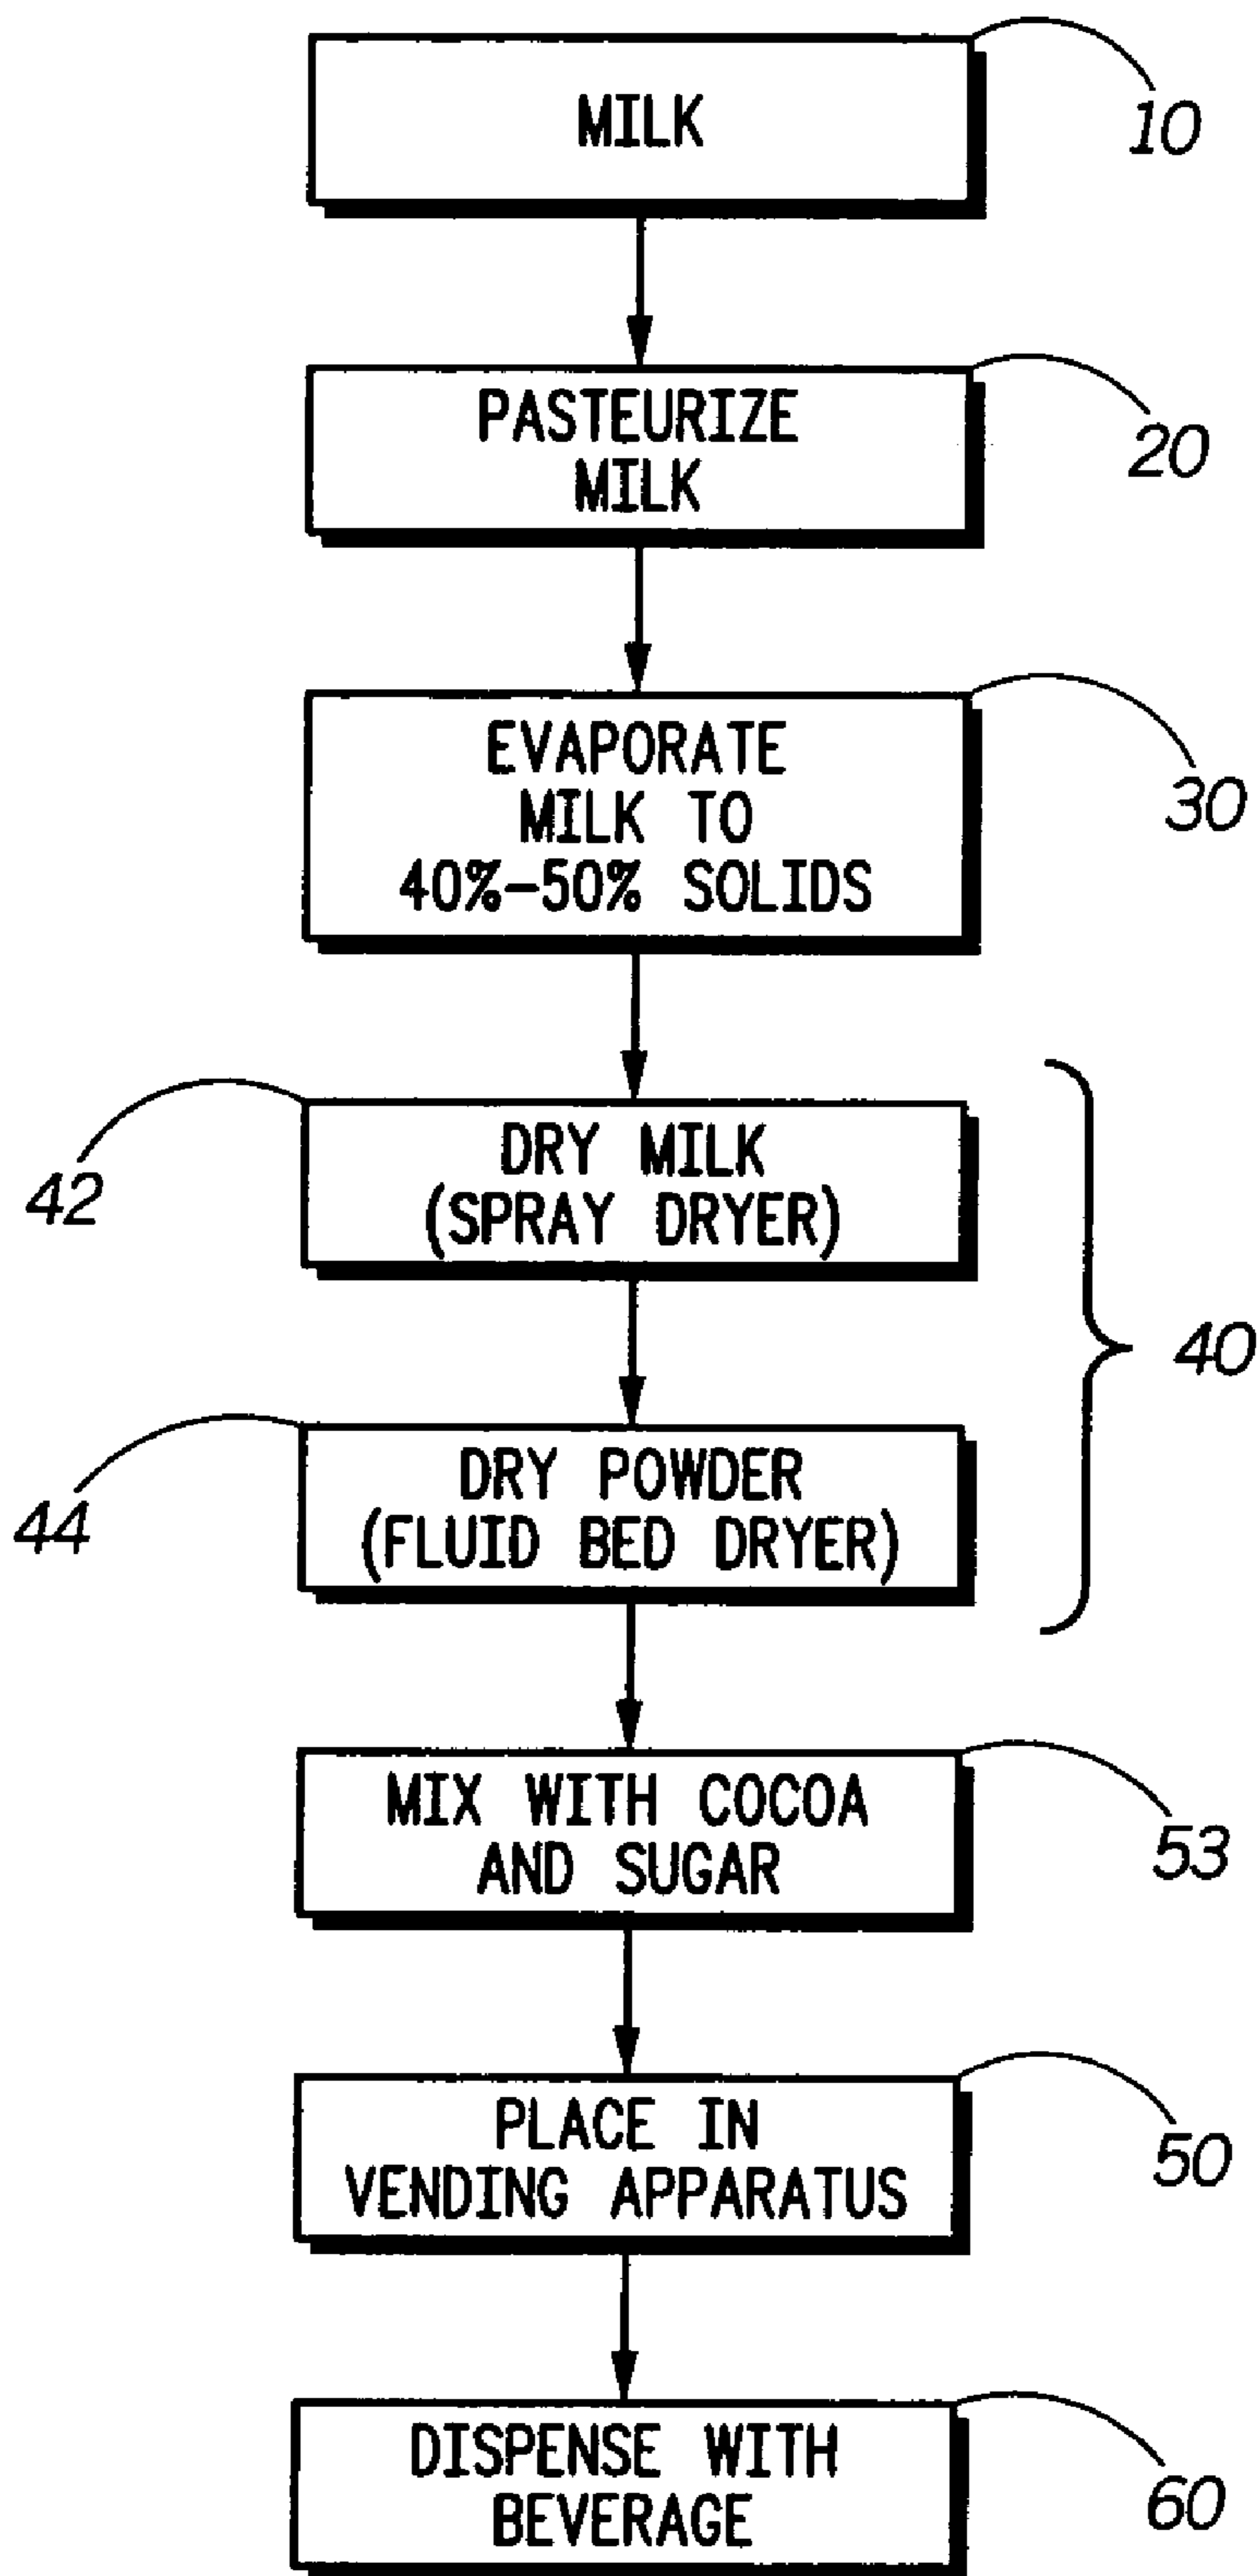 MILK
10
PASTEURIZE
MILK
20
EVAPORATE
MILK TO
40%-50% SOLIDS
30
DRY MILK
(SPRAY DRYER)
42
40
DRY POWDER
(FLUID BED DRYER)
44
MIX WITH COCOA
AND SUGAR
53
PLACE IN
VENDING APPARATUS
50
DISPENSE WITH
BEVERAGE
60